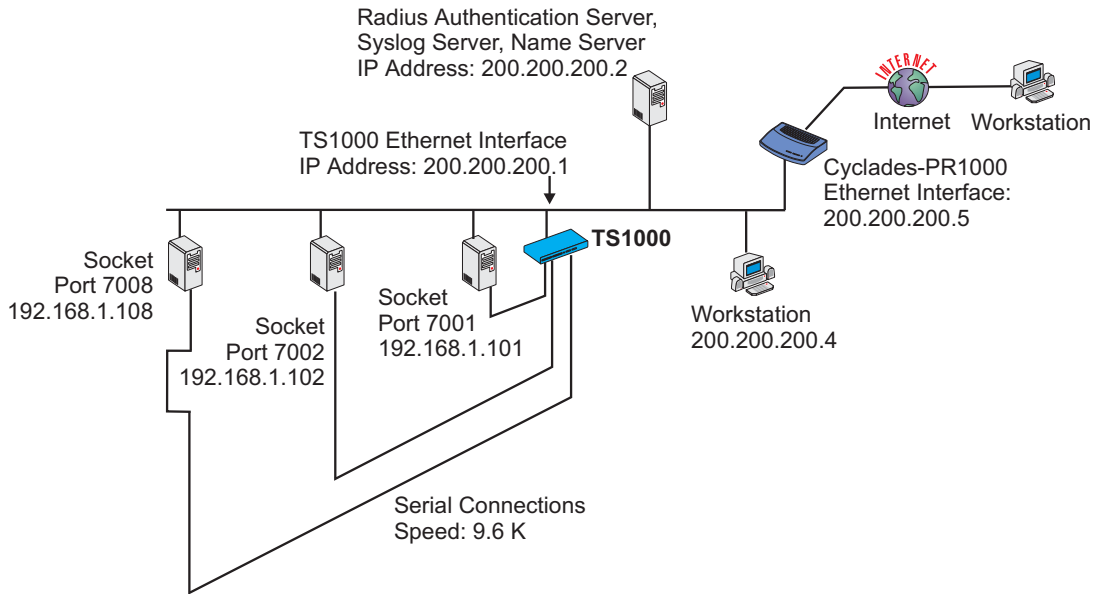 Radius Authentication Server,
Syslog Server, Name Server
IP Address: 200.200.200.2
INTERNET
Internet
Workstation
TS1000 Ethernet Interface
IP Address: 200.200.200.1
Cyclades-PR1000
Ethernet Interface:
200.200.200.5
TS1000
Socket
Port 7008
192.168.1.108
Socket
Port 7002
192.168.1.102
Socket
Port 7001
192.168.1.101
Workstation
200.200.200.4
Serial Connections
Speed: 9.6 K